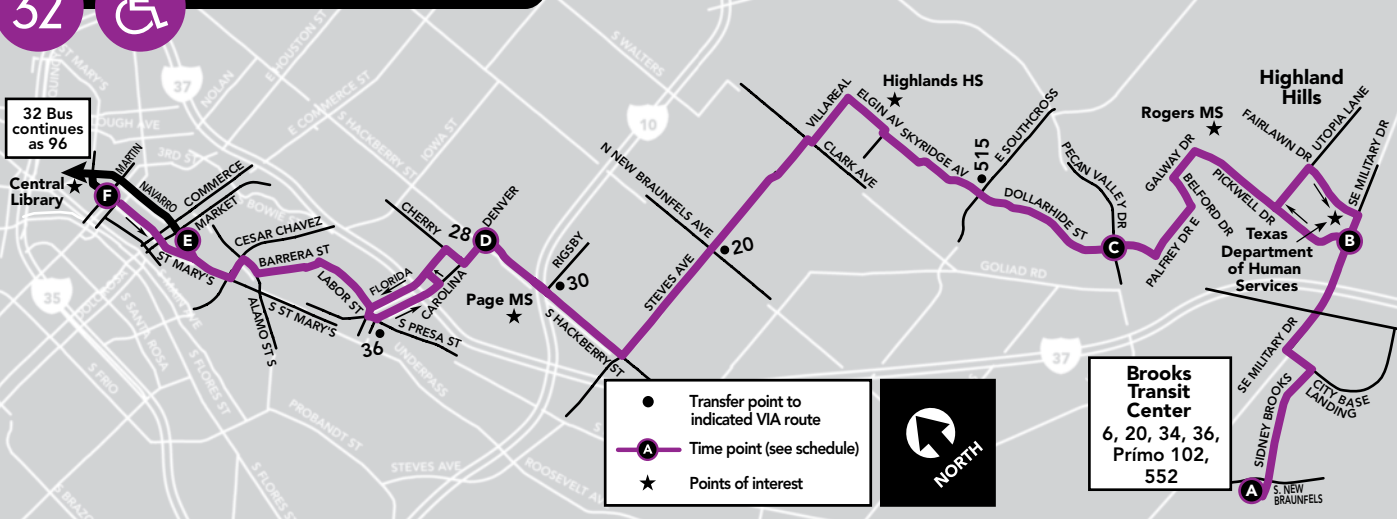 32
32 Bus
continues
as 96
Central
Library
ST MARY'S
37
NOLAN
E HOUSTON ST
E COMMERCE ST
S HACKBERRY ST
IOWA ST
3RD ST
S BOWIE ST
S WALTERS
10
F
MARTIN
NAVARRO
COMMERCE
MARKET
E
ST MARY'S
CESAR CHAVEZ
BARRERA ST
LABOR ST
ALAMO ST S
S ST MARY'S
CHERRY
28
D
DENVER
FLORIDA
CAROLINA
S PRESA ST
36
UNDERPASS
Page MS
RIGSBY
30
S HACKBERRY ST
STEVES AVE
N NEW BRAUNFELS AVE
20
CLARK AVE
VILLAREAL
ELGIN AV
SKYRIDGE AV
Highlands HS
515
E SOUTHCROSS
DOLLARHIDE ST
PECAN VALLEY DR
C
GOLIAD RD
PALFREY DR E
BELFORD DR
GALWAY DR
Rogers MS
PICKWELL DR
Highland
Hills
FAIRLAWN DR
UTOPIA LANE
SE MILITARY DR
B
Texas
Department
of Human
Services
SE MILITARY DR
CITY BASE
LANDING
SIDNEY BROOKS
A
S. NEW
BRAUNFELS
37
35
S SANTA ROSA
S FLORES ST
S FRIO
PROBANDT ST
STEVES AVE
S FLORES ST
ROOSEVELT AV
Transfer point to
indicated VIA route
A
Time point (see schedule)
Points of interest
NORTH
Brooks
Transit
Center
6, 20, 34, 36,
Prímo 102,
552